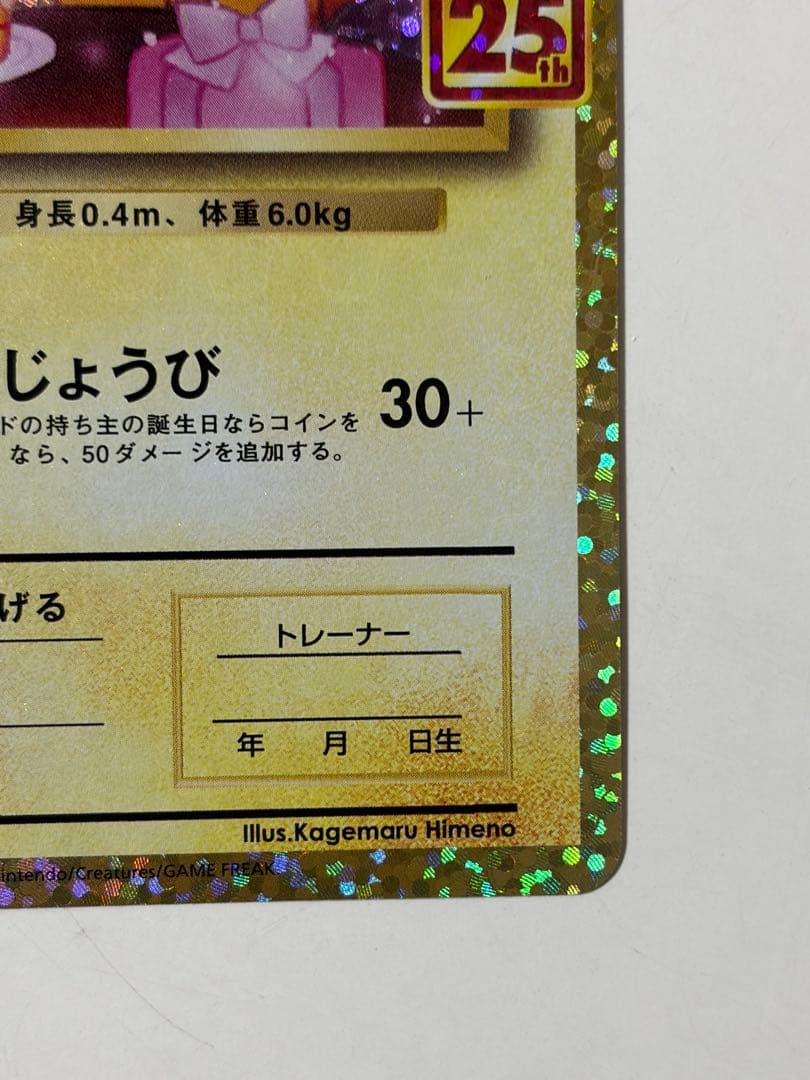 25th
身長0.4m、体重6.0kg
じょうび
30+
ドの持ち主の誕生日ならコインを
なら、50ダメージを追加する。
げる
トレーナー
年 月 日生
Illus.Kagemaru Himeno
intendo/Creatures/GAME FREAK.